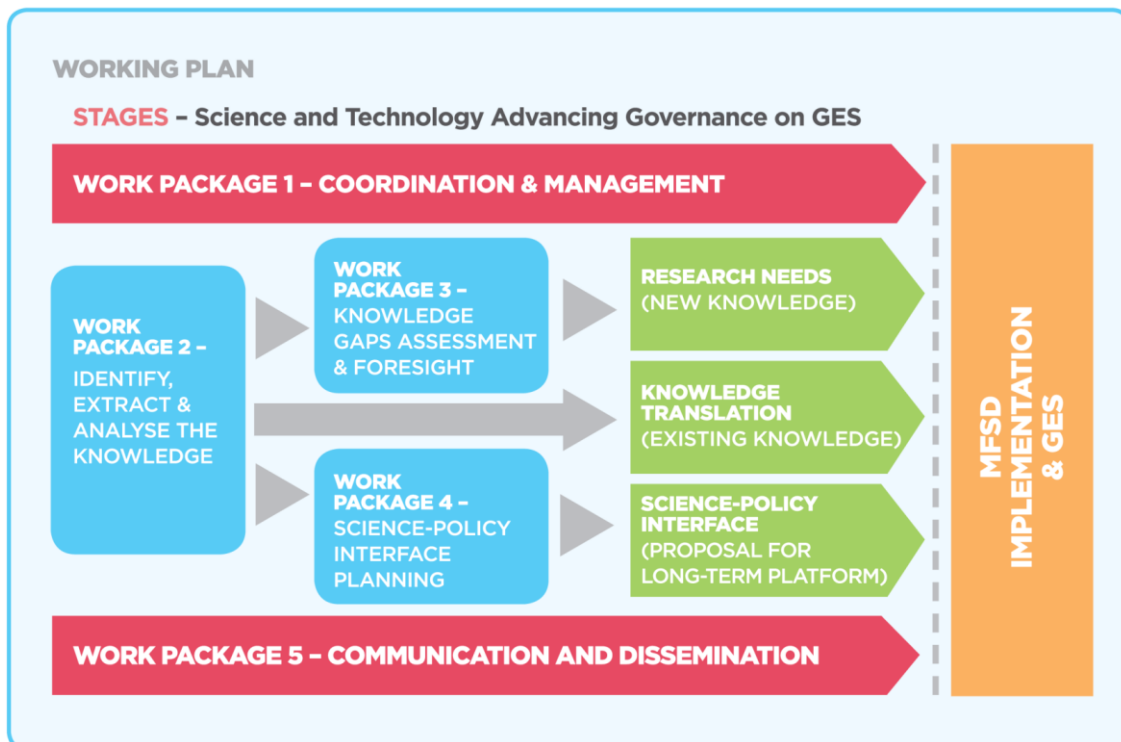 WORKING PLAN
STAGES – Science and Technology Advancing Governance on GES
WORK PACKAGE 1 – COORDINATION & MANAGEMENT
WORK
PACKAGE 2 –
IDENTIFY,
EXTRACT &
ANALYSE THE
KNOWLEDGE
WORK
PACKAGE 3 –
KNOWLEDGE
GAPS ASSESSMENT
& FORESIGHT
WORK
PACKAGE 4 –
SCIENCE-POLICY
INTERFACE
PLANNING
RESEARCH NEEDS
(NEW KNOWLEDGE)
KNOWLEDGE
TRANSLATION
(EXISTING KNOWLEDGE)
SCIENCE-POLICY
INTERFACE
(PROPOSAL FOR
LONG-TERM PLATFORM)
WORK PACKAGE 5 – COMMUNICATION AND DISSEMINATION
MFSD
IMPLEMENTATION
& GES